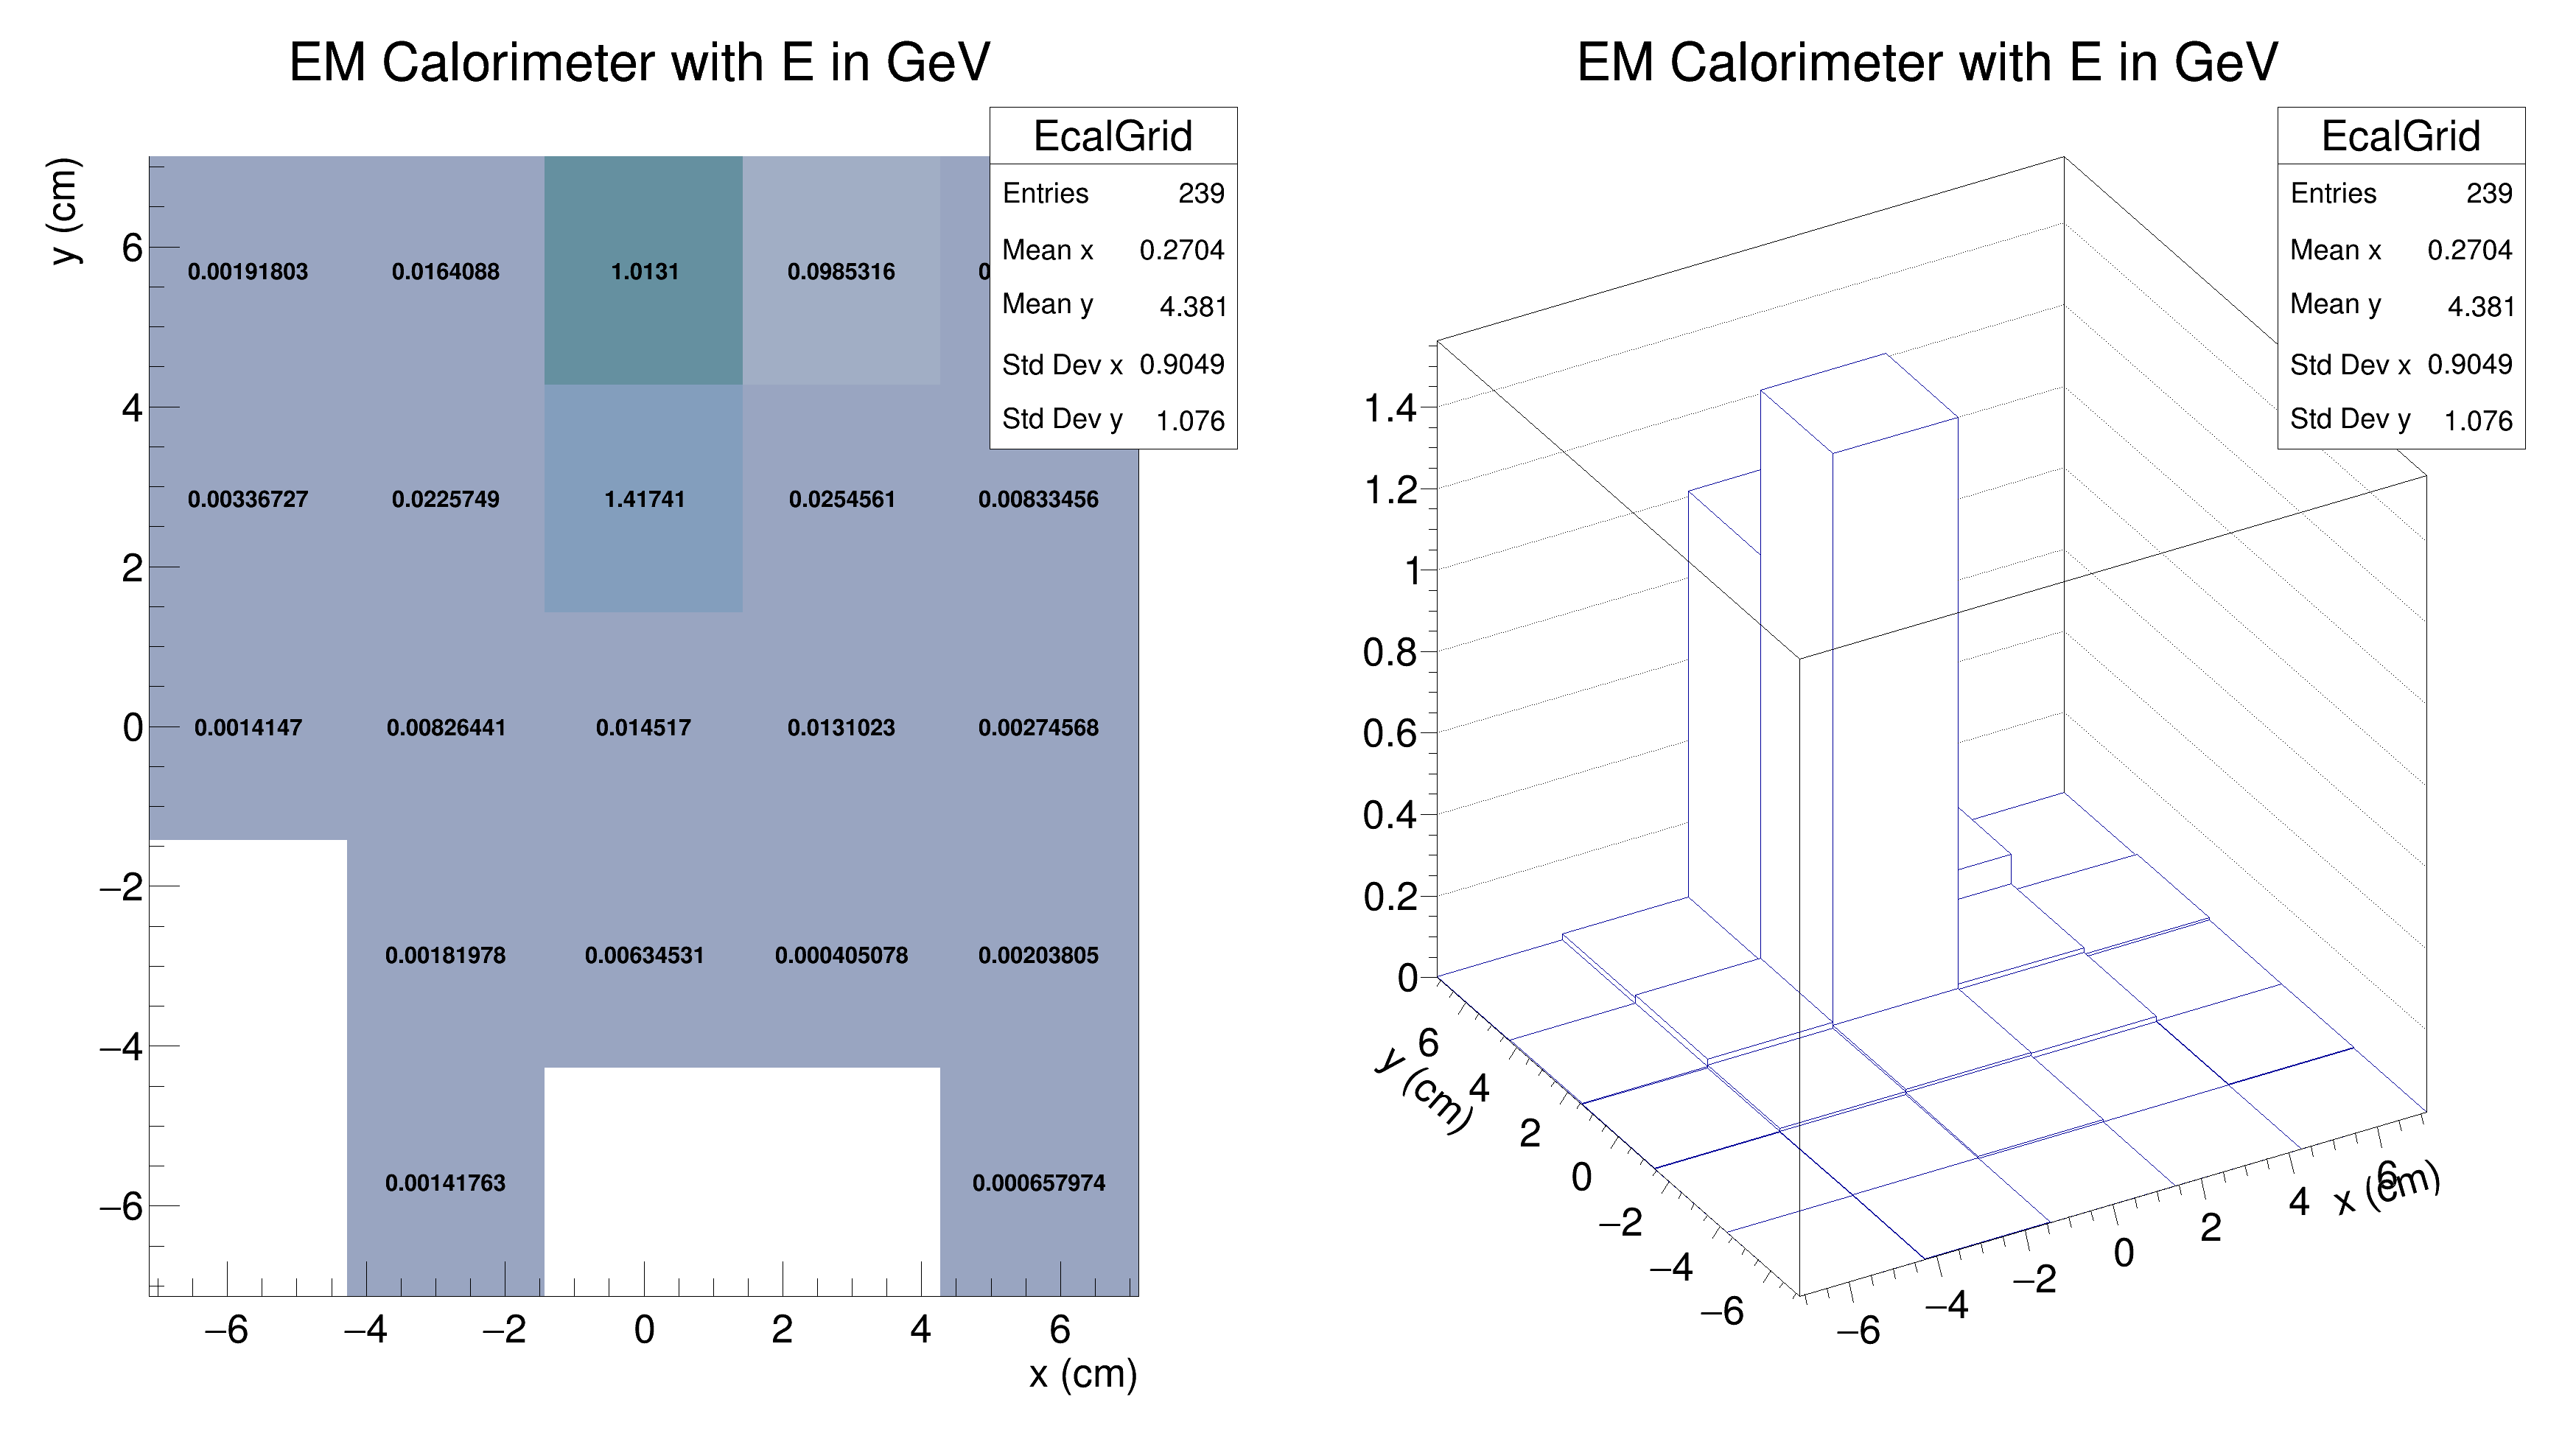 EM Calorimeter with E in GeV
EcalGrid
Entries 239
Mean x 0.2704
Mean y 4.381
Std Dev x 0.9049
Std Dev y 1.076
y (cm)
6
4
2
0
−2
−4
−6
0.00191803 0.0164088 1.0131 0.0985316
0.00336727 0.0225749 1.41741 0.0254561 0.00833456
0.0014147 0.00826441 0.014517 0.0131023 0.00274568
0.00181978 0.00634531 0.000405078 0.00203805
0.00141763 0.000657974
−6 −4 −2 0 2 4 6
x (cm)
EM Calorimeter with E in GeV
EcalGrid
Entries 239
Mean x 0.2704
Mean y 4.381
Std Dev x 0.9049
Std Dev y 1.076
1.4
1.2
1
0.8
0.6
0.4
0.2
0
6
4
2
0
−2
−4
−6
y (cm)
−6
−4
−2
0
2
4
6
x (cm)